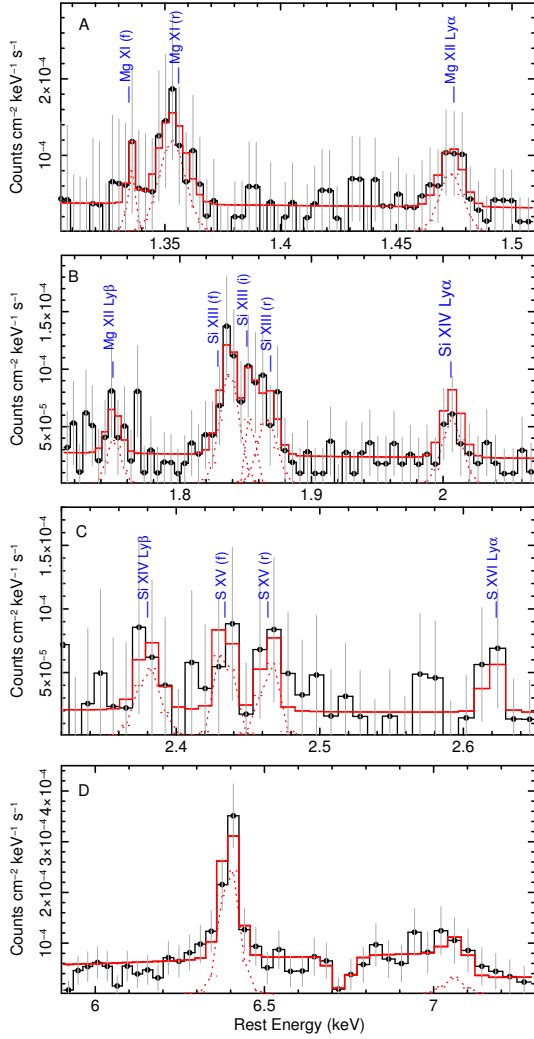 A
Mg XI (f)
Mg XI (r)
Mg XII Lyα
Counts cm⁻² keV⁻¹ s⁻¹
10⁻⁴
2×10⁻⁴
1.35
1.4
1.45
1.5
B
Mg XII Lyβ
Si XIII (f)
Si XIII (i)
Si XIII (r)
Si XIV Lyα
Counts cm⁻² keV⁻¹ s⁻¹
5×10⁻⁵
10⁻⁴
1.5×10⁻⁴
1.8
1.9
2
C
Si XIV Lyβ
S XV (f)
S XV (r)
S XVI Lyα
Counts cm⁻² keV⁻¹ s⁻¹
5×10⁻⁵
10⁻⁴
1.5×10⁻⁴
2.4
2.5
2.6
D
Counts cm⁻² keV⁻¹ s⁻¹
10⁻⁴
2×10⁻⁴
3×10⁻⁴
4×10⁻⁴
6
6.5
7
Rest Energy (keV)